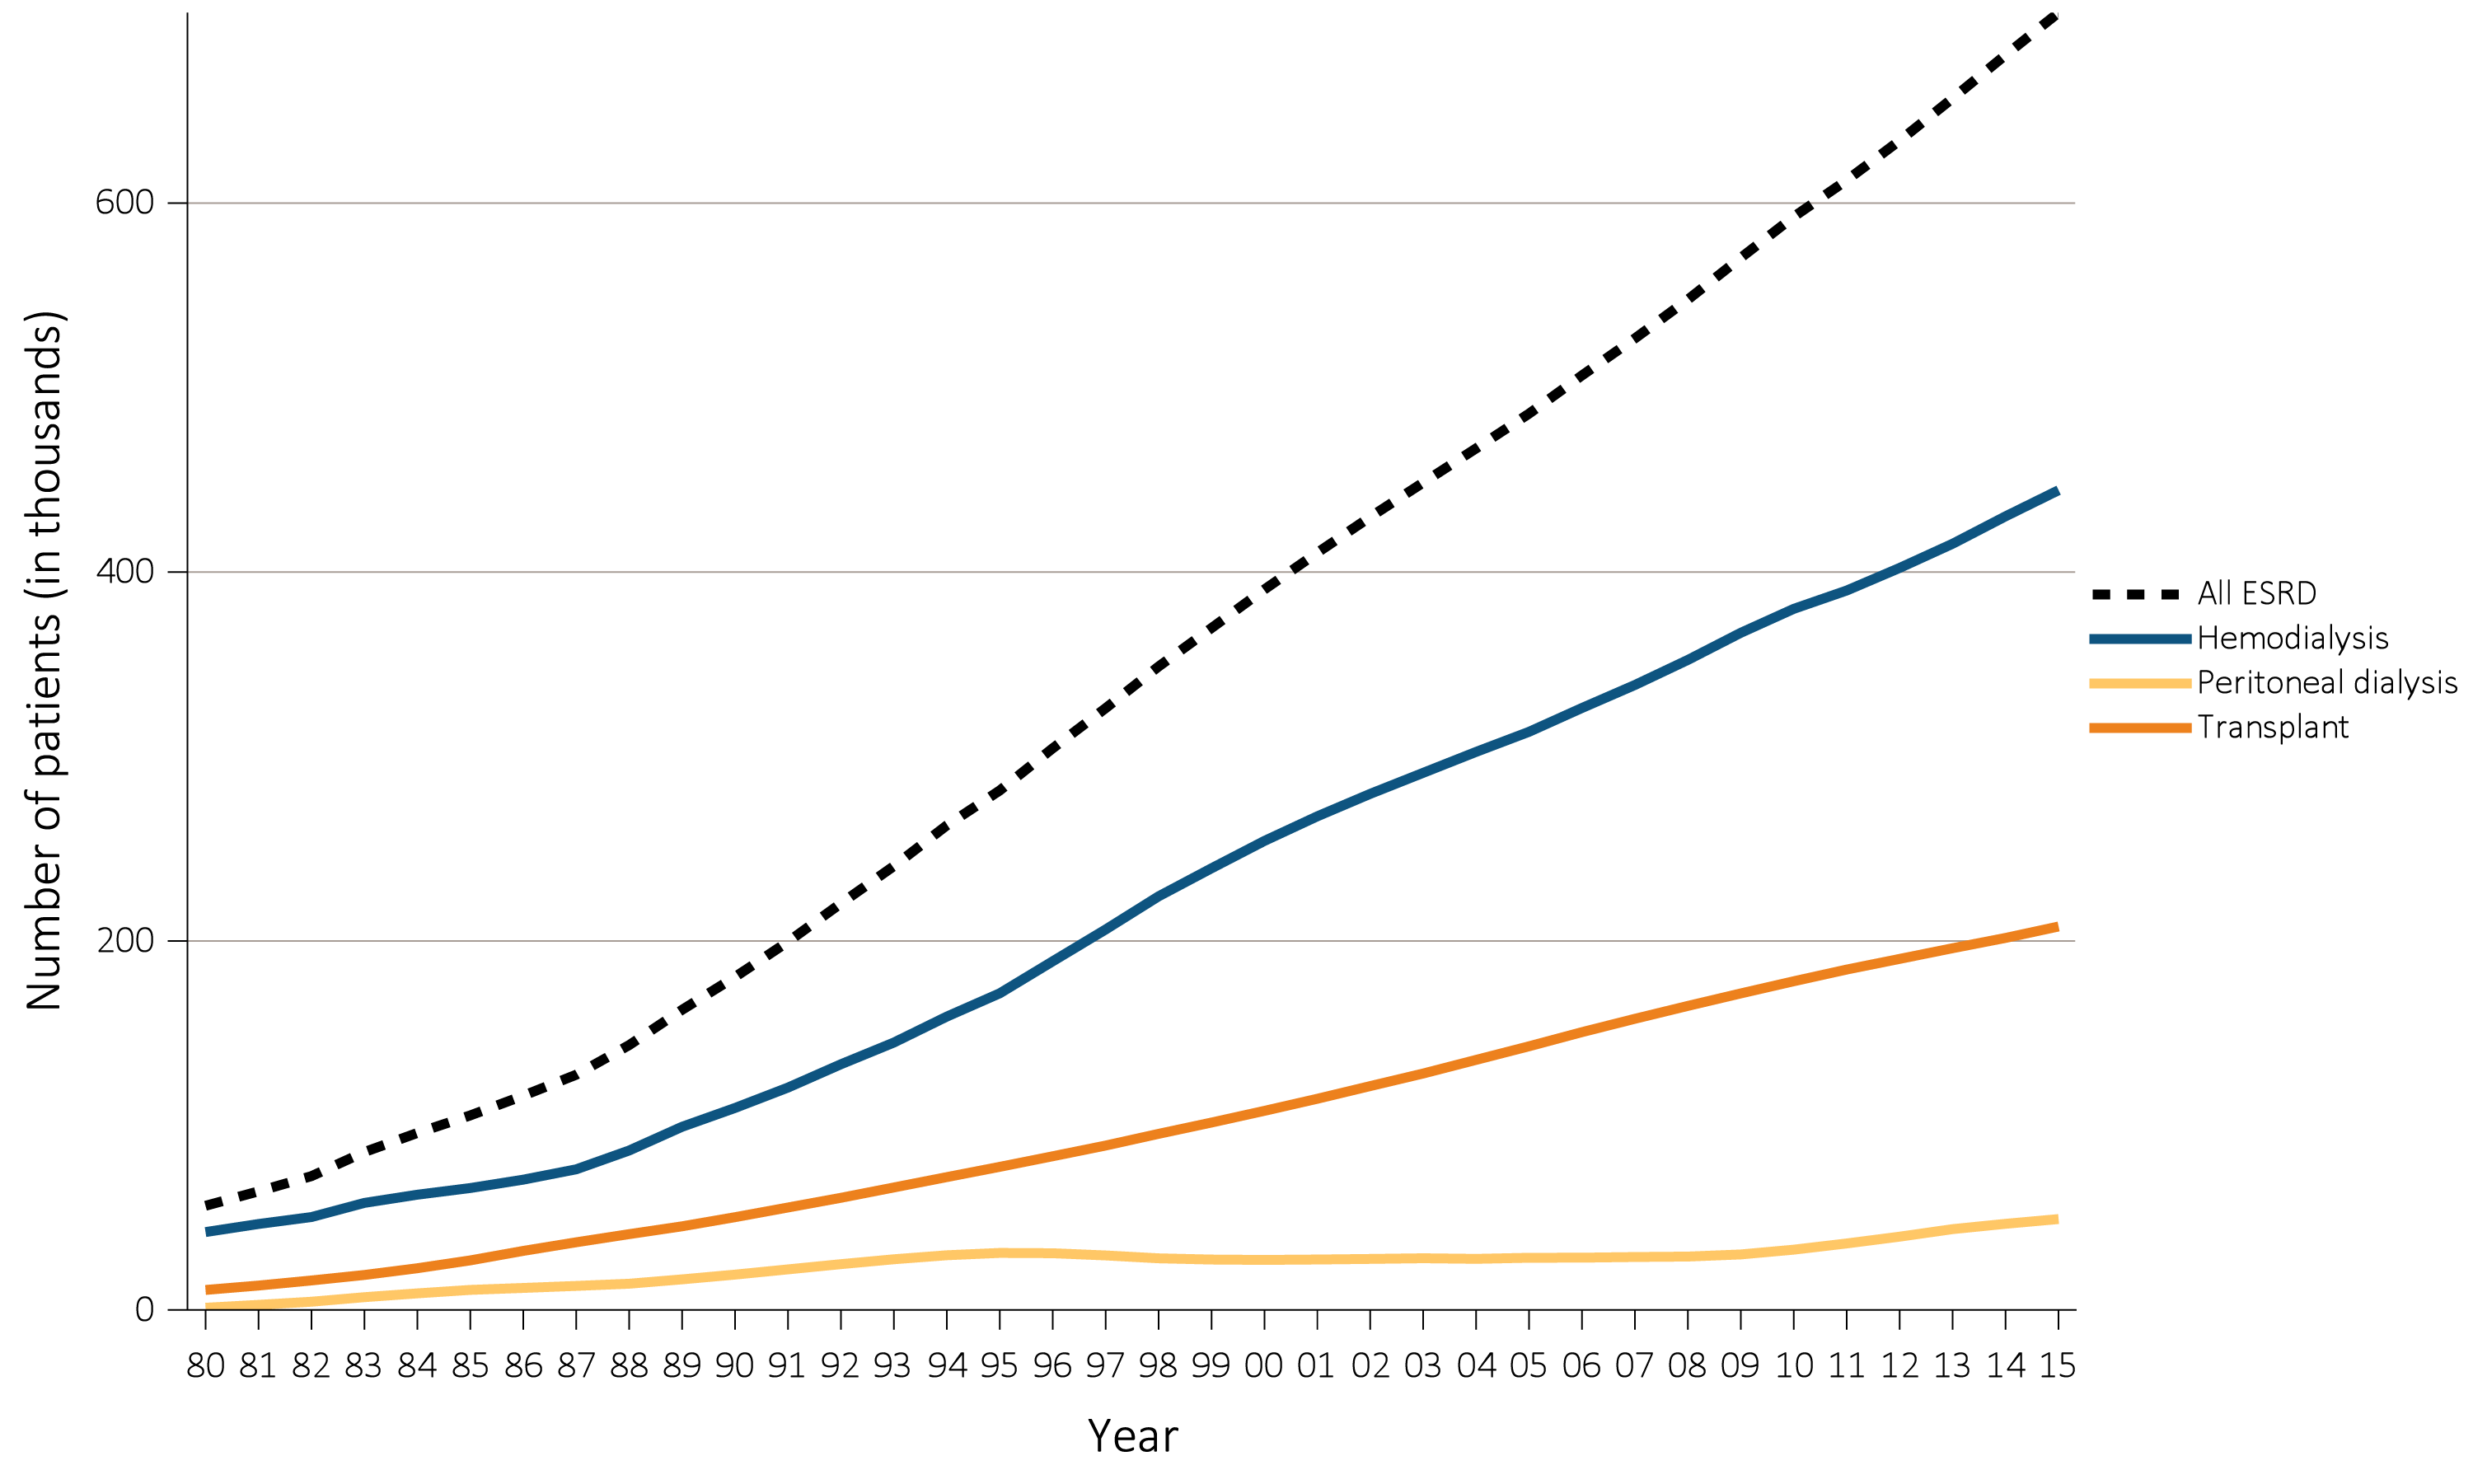 Number of patients (in thousands)
600
400
200
0
80 81 82 83 84 85 86 87 88 89 90 91 92 93 94 95 96 97 98 99 00 01 02 03 04 05 06 07 08 09 10 11 12 13 14 15
Year
All ESRD
Hemodialysis
Peritoneal dialysis
Transplant